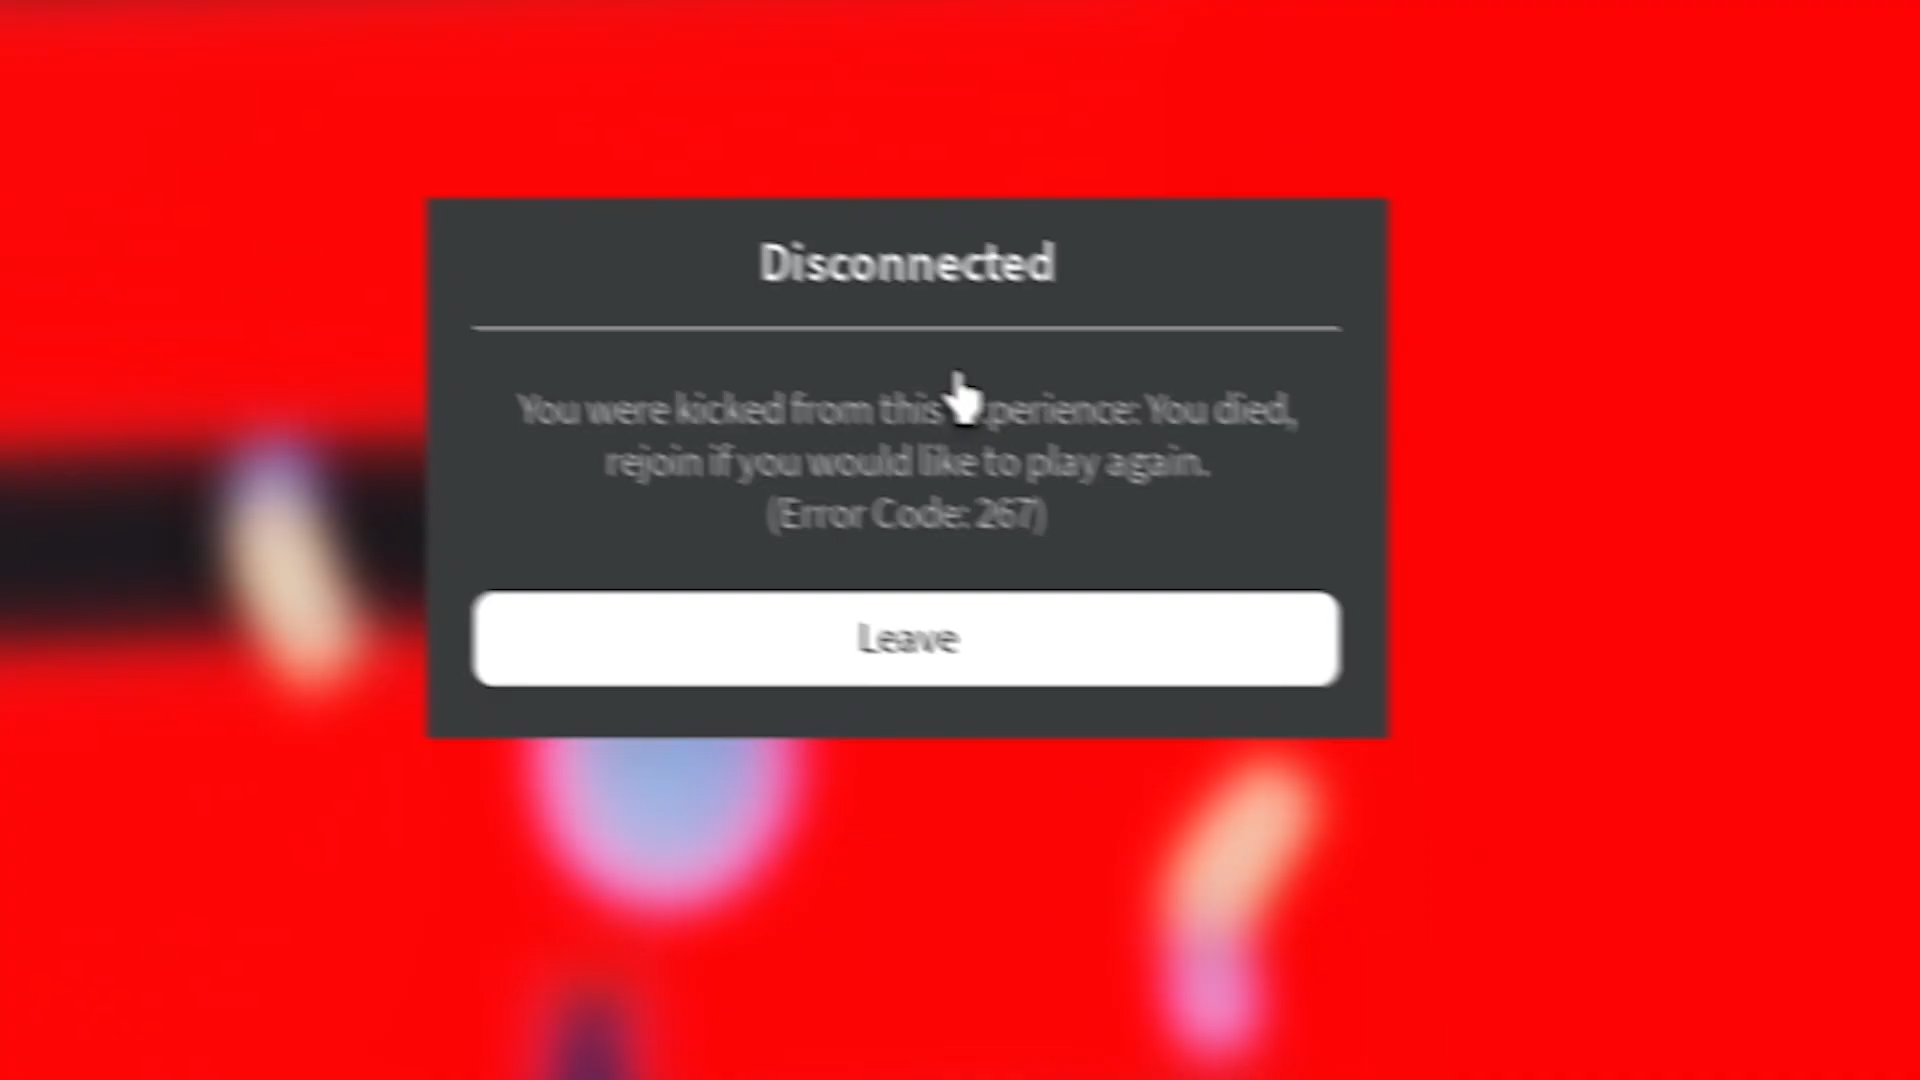 Disconnected
You were kicked from this perience: You died,
rejoin if you would like to play again.
(Error Code: 267)
Leave